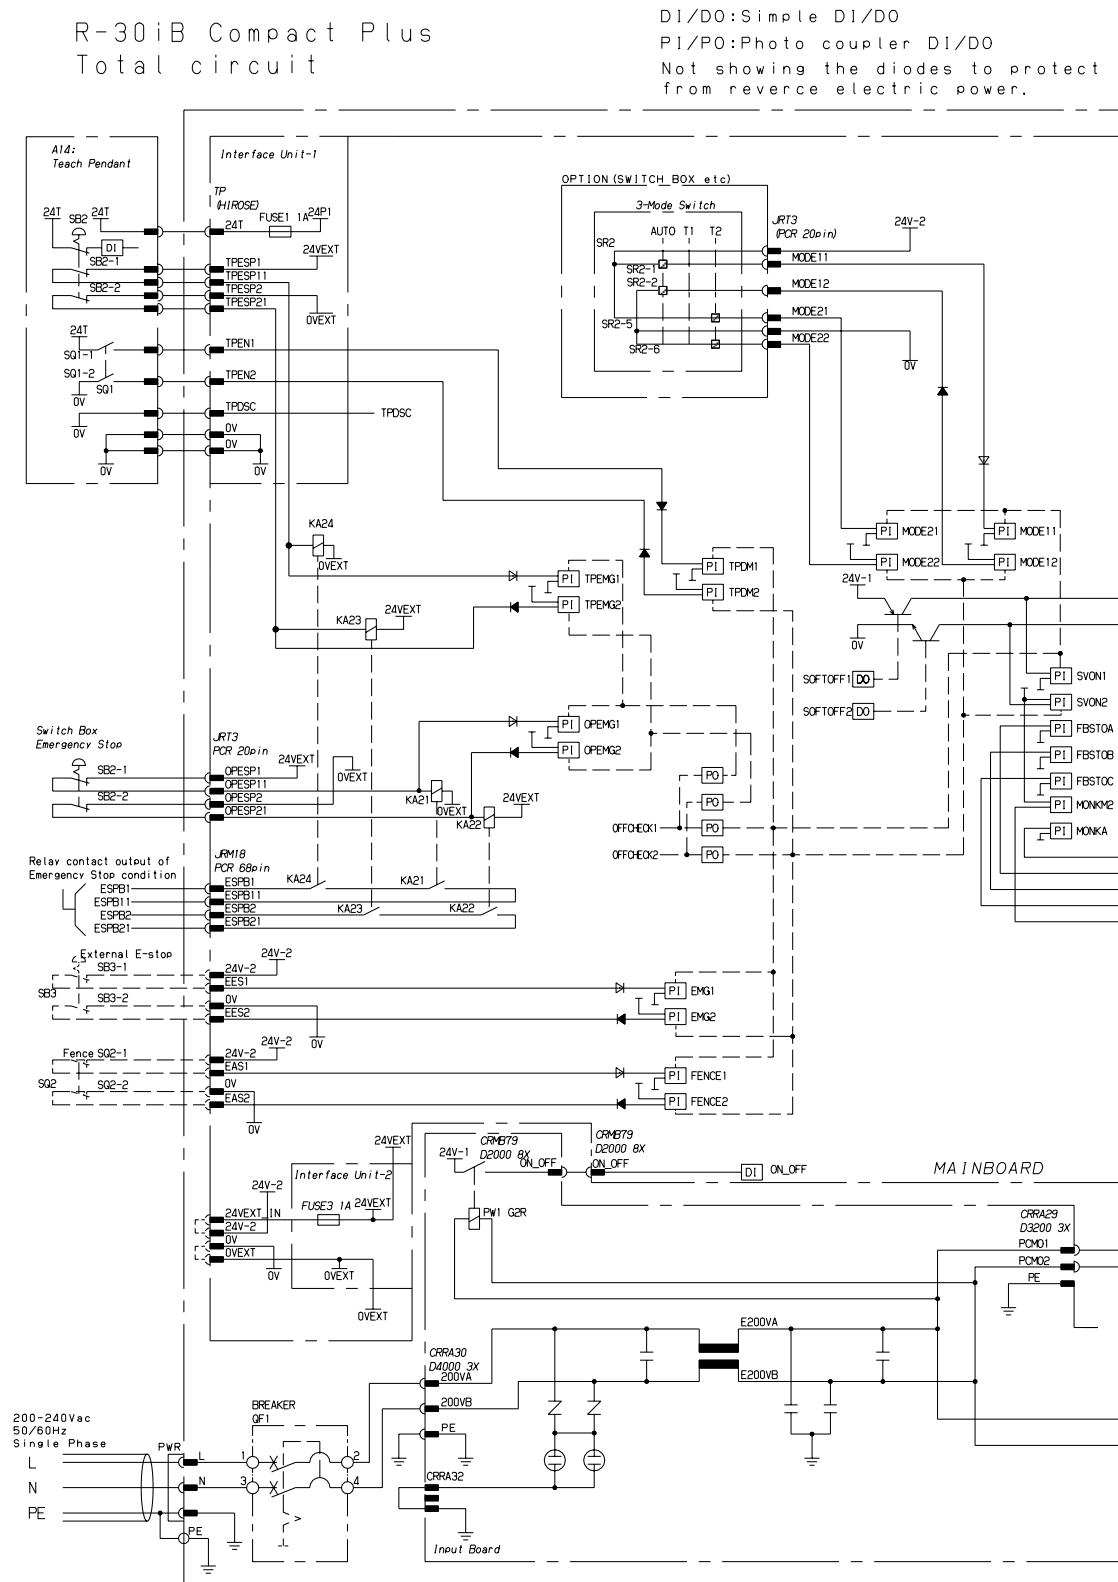 R-30iB Compact Plus
Total circuit
DI/DO:Simple DI/DO
PI/PO:Photo coupler DI/DO
Not showing the diodes to protect
from reverce electric power.
A14:
Teach Pendant
Interface Unit-1
TP
(HIROSE)
24T
SB2
24T
DI
24T
FUSE1 1A
24P1
24VEXT
SB2-1
TPESP1
TPESP11
SB2-2
TPESP2
TPESP21
0VEXT
24T
SQ1-1
TPEN1
SQ1-2
SQ1
0V
TPEN2
TPDSC
TPDSC
0V
0V
0V
0V
0V
OPTION(SWITCH BOX etc)
3-Mode Switch
AUTO T1 T2
JRT3
(PCR 20pin)
SR2
SR2-1
SR2-2
SR2-5
SR2-6
24V-2
MODE11
MODE12
MODE21
MODE22
0V
KA24
0VEXT
KA23
24VEXT
PI TPEMG1
PI TPEMG2
PI TPDM1
PI TPDM2
PI MODE21
PI MODE22
PI MODE11
PI MODE12
24V-1
0V
SOFTOFF1 DO
SOFTOFF2 DO
PI SVON1
PI SVON2
PI FBSTOA
PI FBSTOB
PI FBSTOC
PI MONKM2
PI MONKA
Switch Box
Emergency Stop
JRT3
PCR 20pin
SB2-1
SB2-2
OPESP1
OPESP11
OPESP2
OPESP21
24VEXT
0VEXT
KA21
0VEXT
KA22
24VEXT
PI OPEMG1
PI OPEMG2
PO
PO
OFFCHECK1 PO
OFFCHECK2 PO
Relay contact output of
Emergency Stop condition
JRM18
PCR 68pin
ESPB1
ESPB11
ESPB2
ESPB21
ESPB1
ESPB11
ESPB2
ESPB21
KA24
KA21
KA23
KA22
External E-stop
SB3-1
SB3
SB3-2
24V-2
24V-2
EES1
0V
EES2
0V
PI EMG1
PI EMG2
Fence SQ2-1
SQ2
SQ2-2
24V-2
24V-2
EAS1
0V
EAS2
0V
PI FENCE1
PI FENCE2
24VEXT
24V-1
CRMB79
D2000 8X
ON_OFF
CRMB79
D2000 8X
ON_OFF
DI ON_OFF
MAINBOARD
Interface Unit-2
24V-2
FUSE3 1A
24VEXT
24VEXT_IN
24V-2
0V
0VEXT
0V
0VEXT
0VEXT
PW1 G2R
CRRA29
D3200 3X
PCM01
PCM02
PE
CRRA30
D4000 3X
200VA
200VB
PE
E200VA
E200VB
CRRA32
Input Board
BREAKER
QF1
1
2
3
4
200-240Vac
50/60Hz
Single Phase
PWR
L
L
N
N
PE
PE